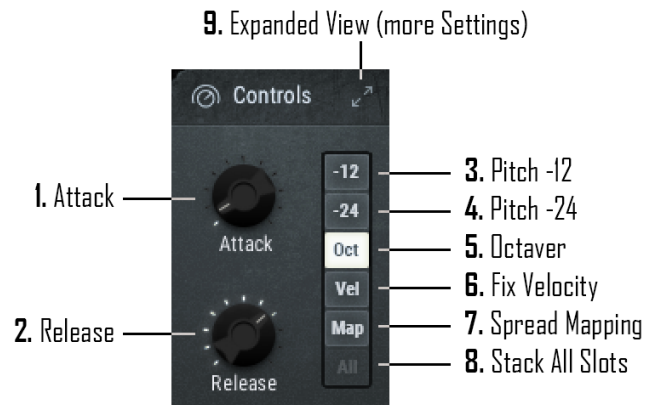 9. Expanded View (more Settings)
Controls
1. Attack
Attack
2. Release
Release
-12
3. Pitch -12
-24
4. Pitch -24
Oct
5. Octaver
Vel
6. Fix Velocity
Map
7. Spread Mapping
All
8. Stack All Slots